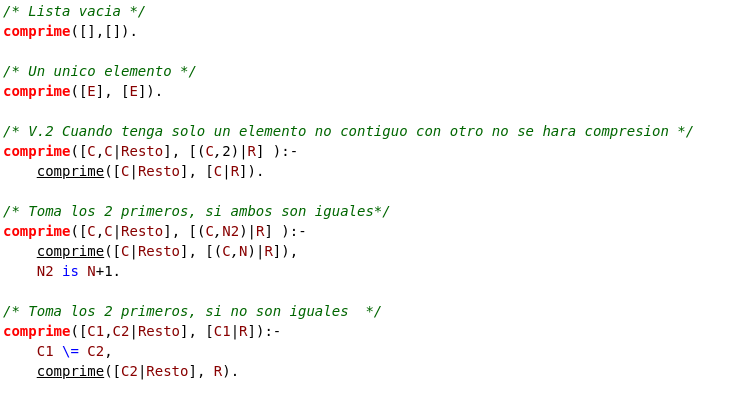 /* Lista vacia */
comprime([],[]).

/* Un unico elemento */
comprime([E], [E]).

/* V.2 Cuando tenga solo un elemento no contiguo con otro no se hara compresion */
comprime([C,C|Resto], [(C,2)|R] ):-
    comprime([C|Resto], [C|R]).

/* Toma los 2 primeros, si ambos son iguales*/
comprime([C,C|Resto], [(C,N2)|R] ):-
    comprime([C|Resto], [(C,N)|R]),
    N2 is N+1.

/* Toma los 2 primeros, si no son iguales  */
comprime([C1,C2|Resto], [C1|R]):-
    C1 \= C2,
    comprime([C2|Resto], R).